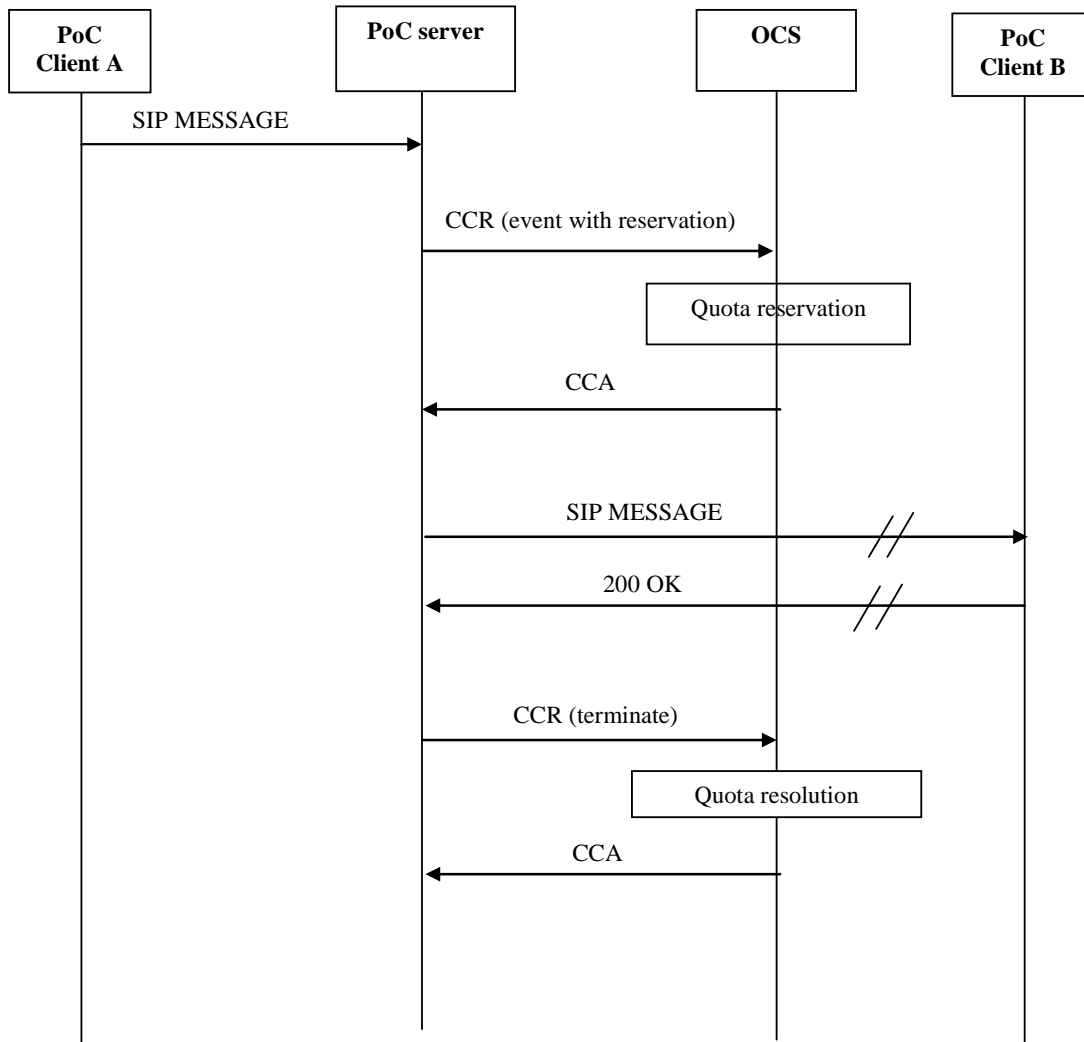 PoC
Client A
PoC server
OCS
PoC
Client B
SIP MESSAGE
CCR (event with reservation)
Quota reservation
CCA
SIP MESSAGE
200 OK
CCR (terminate)
Quota resolution
CCA